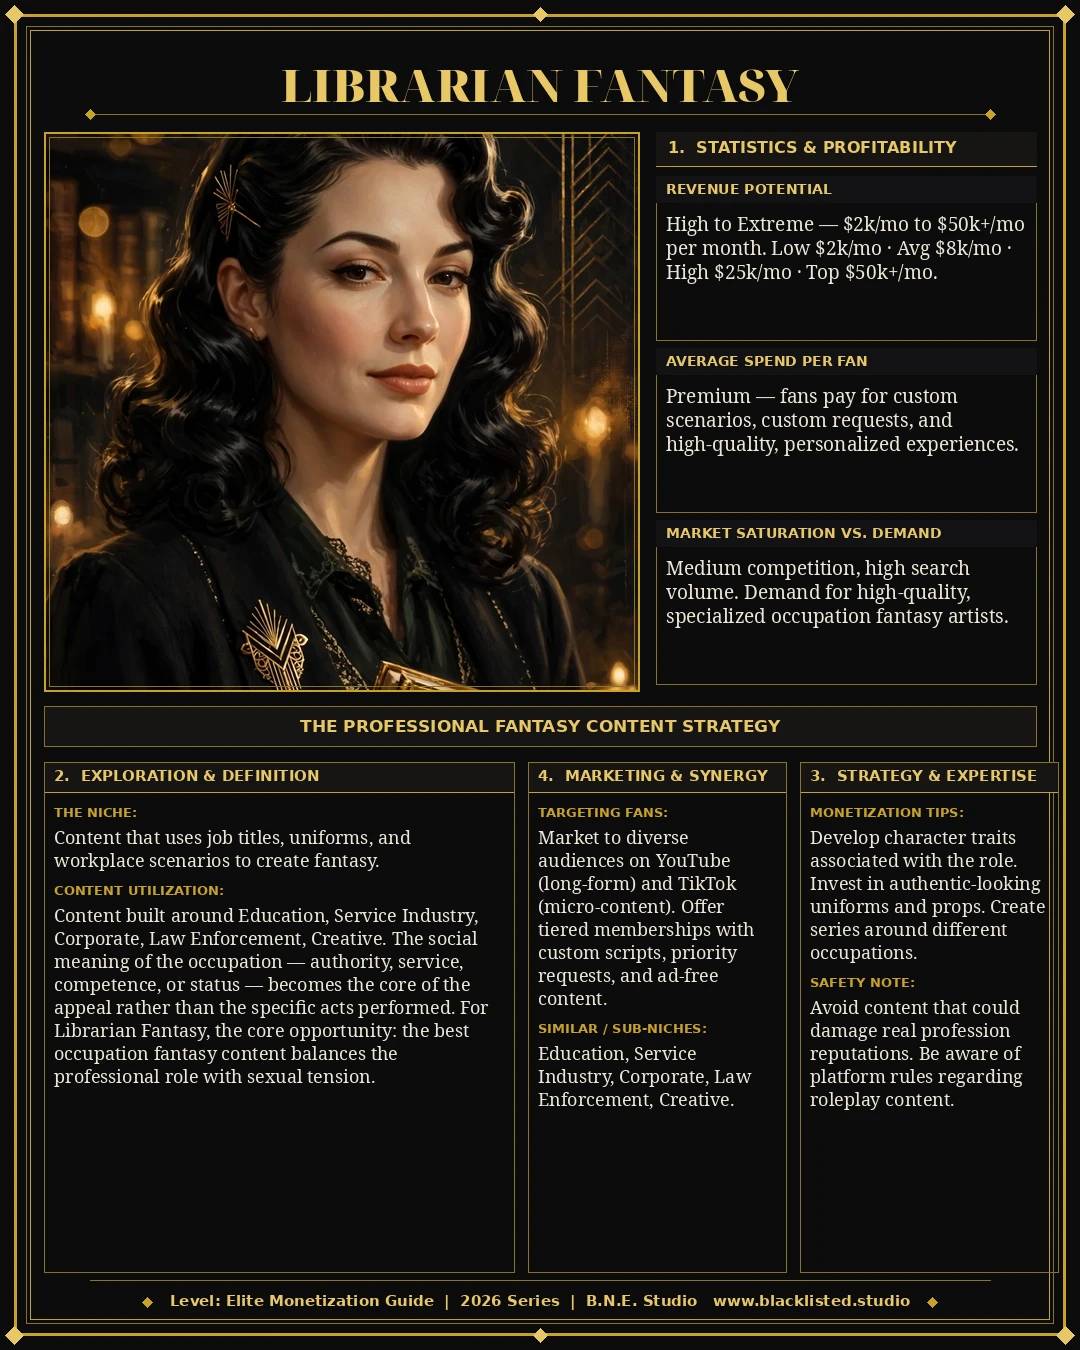 LIBRARIAN FANTASY
1. STATISTICS & PROFITABILITY
REVENUE POTENTIAL
High to Extreme — $2k/mo to $50k+/mo
per month. Low $2k/mo · Avg $8k/mo ·
High $25k/mo · Top $50k+/mo.
AVERAGE SPEND PER FAN
Premium — fans pay for custom
scenarios, custom requests, and
high-quality, personalized experiences.
MARKET SATURATION VS. DEMAND
Medium competition, high search
volume. Demand for high-quality,
specialized occupation fantasy artists.
THE PROFESSIONAL FANTASY CONTENT STRATEGY
2. EXPLORATION & DEFINITION
THE NICHE:
Content that uses job titles, uniforms, and
workplace scenarios to create fantasy.
CONTENT UTILIZATION:
Content built around Education, Service Industry,
Corporate, Law Enforcement, Creative. The social
meaning of the occupation — authority, service,
competence, or status — becomes the core of the
appeal rather than the specific acts performed. For
Librarian Fantasy, the core opportunity: the best
occupation fantasy content balances the
professional role with sexual tension.
4. MARKETING & SYNERGY
TARGETING FANS:
Market to diverse
audiences on YouTube
(long-form) and TikTok
(micro-content). Offer
tiered memberships with
custom scripts, priority
requests, and ad-free
content.
SIMILAR / SUB-NICHES:
Education, Service
Industry, Corporate, Law
Enforcement, Creative.
3. STRATEGY & EXPERTISE
MONETIZATION TIPS:
Develop character traits
associated with the role.
Invest in authentic-looking
uniforms and props. Create
series around different
occupations.
SAFETY NOTE:
Avoid content that could
damage real profession
reputations. Be aware of
platform rules regarding
roleplay content.
Level: Elite Monetization Guide | 2026 Series | B.N.E. Studio www.blacklisted.studio